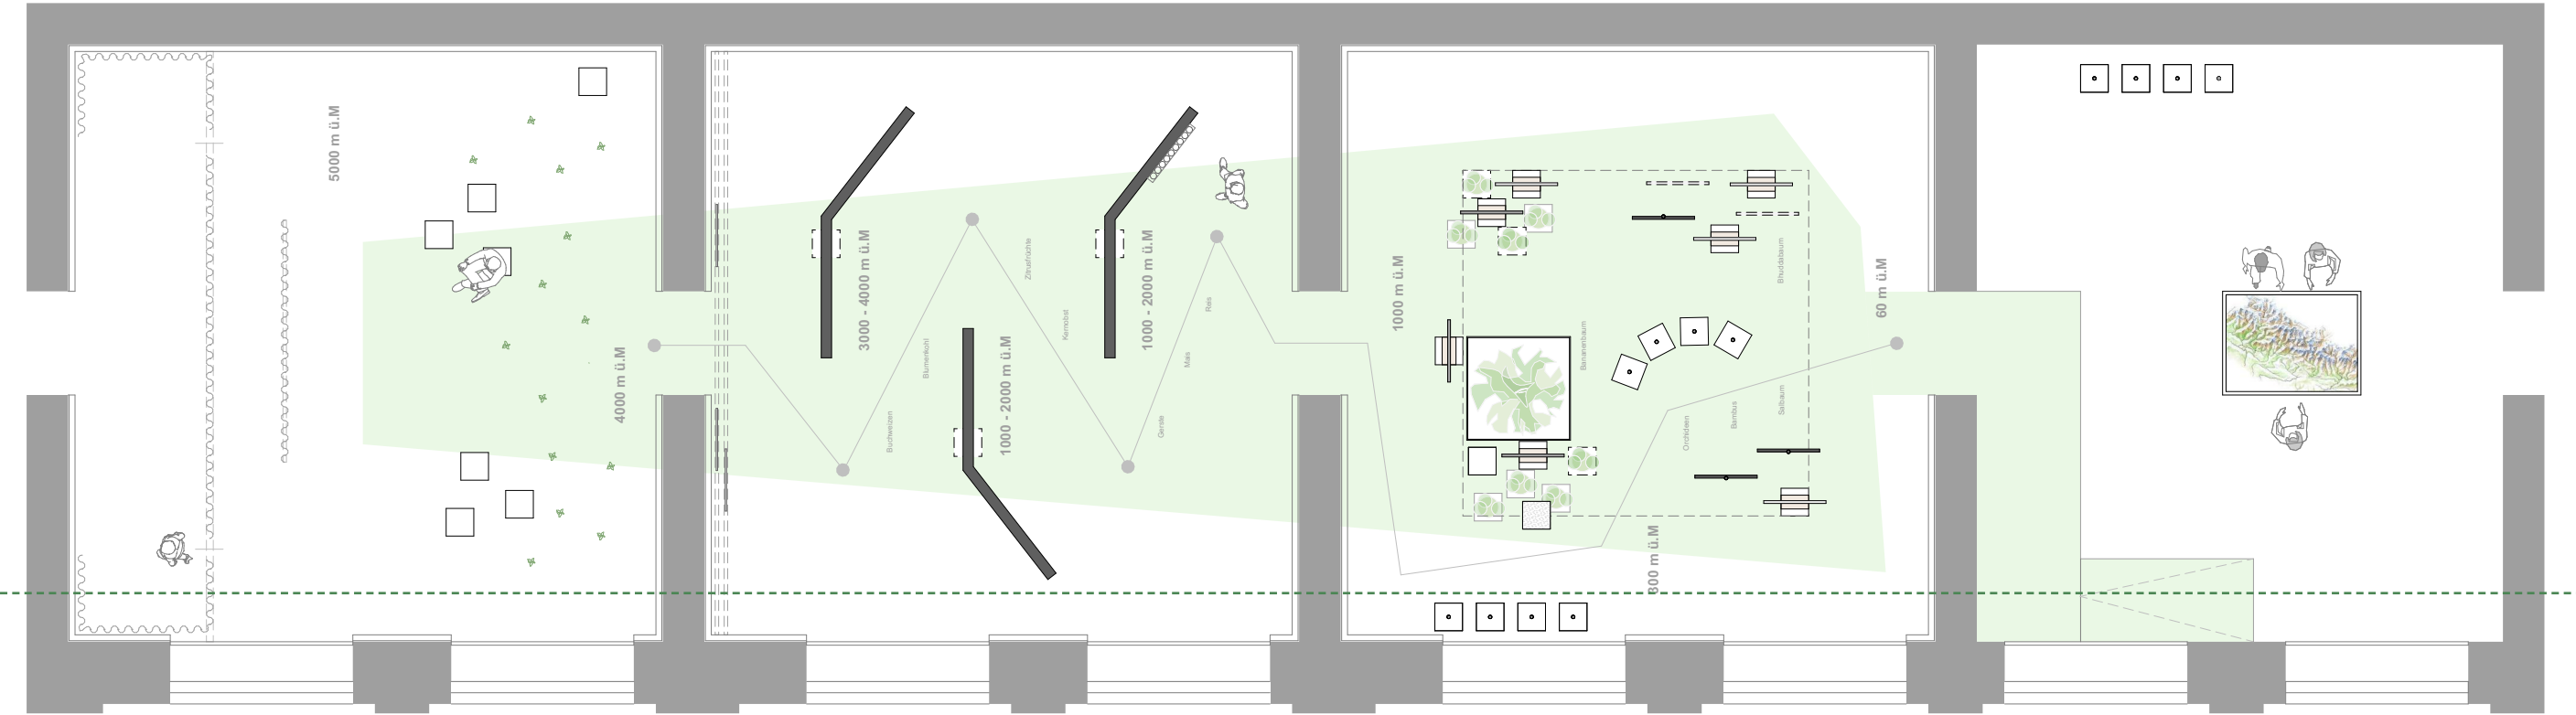 5000 m ü.M
4000 m ü.M
3000 - 4000 m ü.M
Buchweizen
Blumenkohl
1000 - 2000 m ü.M
Zitrusfrüchte
Kernobst
1000 - 2000 m ü.M
Gerste
Mais
Reis
1000 m ü.M
Bananenbaum
800 m ü.M
Orchideen
Bambus
Salbaum
Bhuddabaum
60 m ü.M